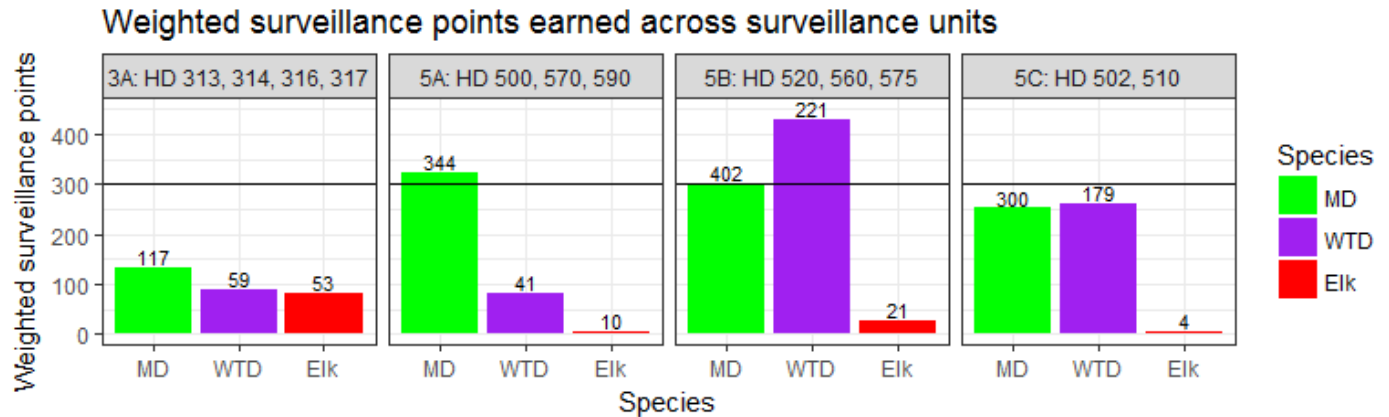 Weighted surveillance points earned across surveillance units
Weighted surveillance points
3A: HD 313, 314, 316, 317
5A: HD 500, 570, 590
5B: HD 520, 560, 575
5C: HD 502, 510
400
300
200
100
0
117
59
53
344
41
10
402
221
21
300
179
4
MD WTD Elk
MD WTD Elk
MD WTD Elk
MD WTD Elk
Species
Species
MD
WTD
Elk